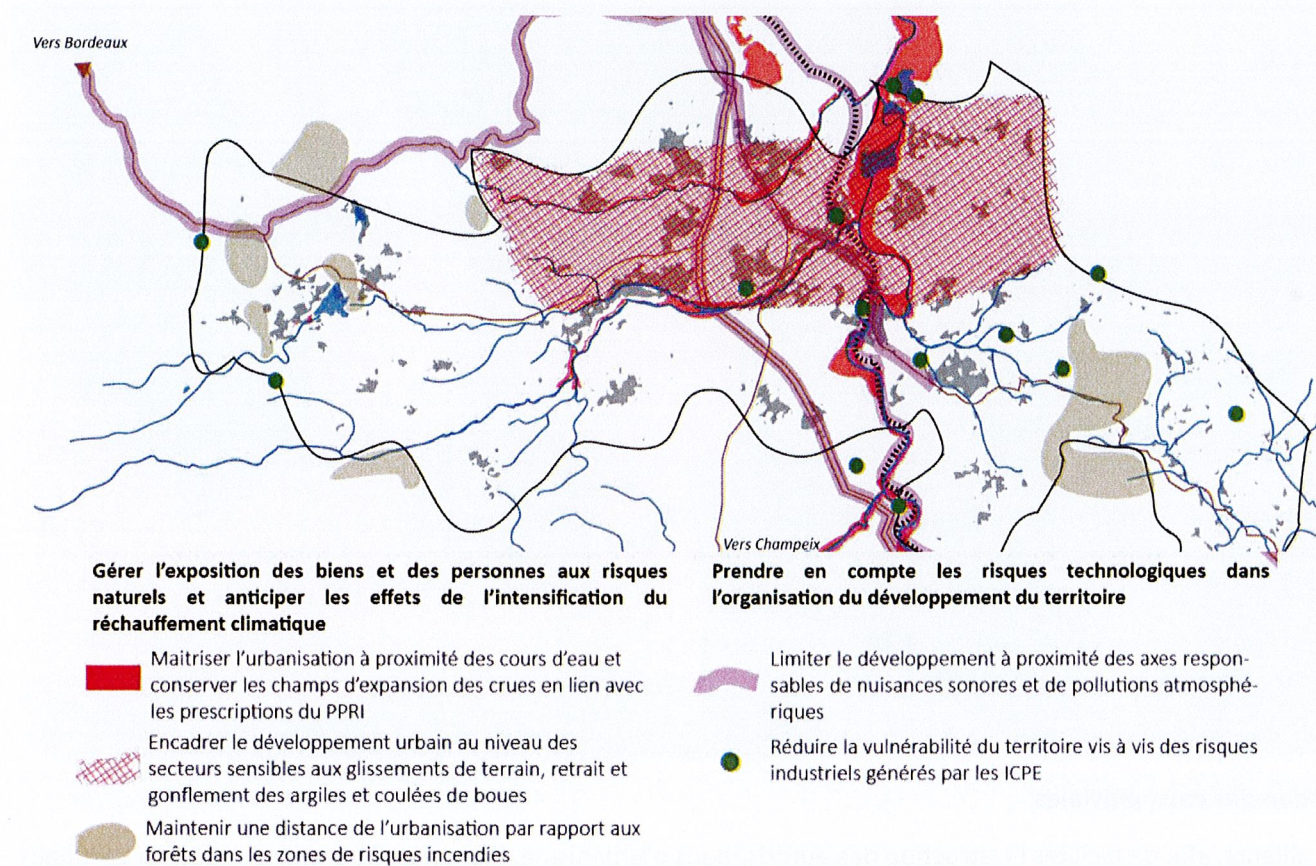 Vers Bordeaux
Vers Champeix
Gérer l'exposition des biens et des personnes aux risques
naturels et anticiper les effets de l'intensification du
réchauffement climatique
Maitriser l'urbanisation à proximité des cours d'eau et
conserver les champs d'expansion des crues en lien avec
les prescriptions du PPRI
Encadrer le développement urbain au niveau des
secteurs sensibles aux glissements de terrain, retrait et
gonflement des argiles et coulées de boues
Maintenir une distance de l'urbanisation par rapport aux
forêts dans les zones de risques incendies
Prendre en compte les risques technologiques dans
l'organisation du développement du territoire
Limiter le développement à proximité des axes respon-
sables de nuisances sonores et de pollutions atmosphé-
riques
Réduire la vulnérabilité du territoire vis à vis des risques
industriels générés par les ICPE